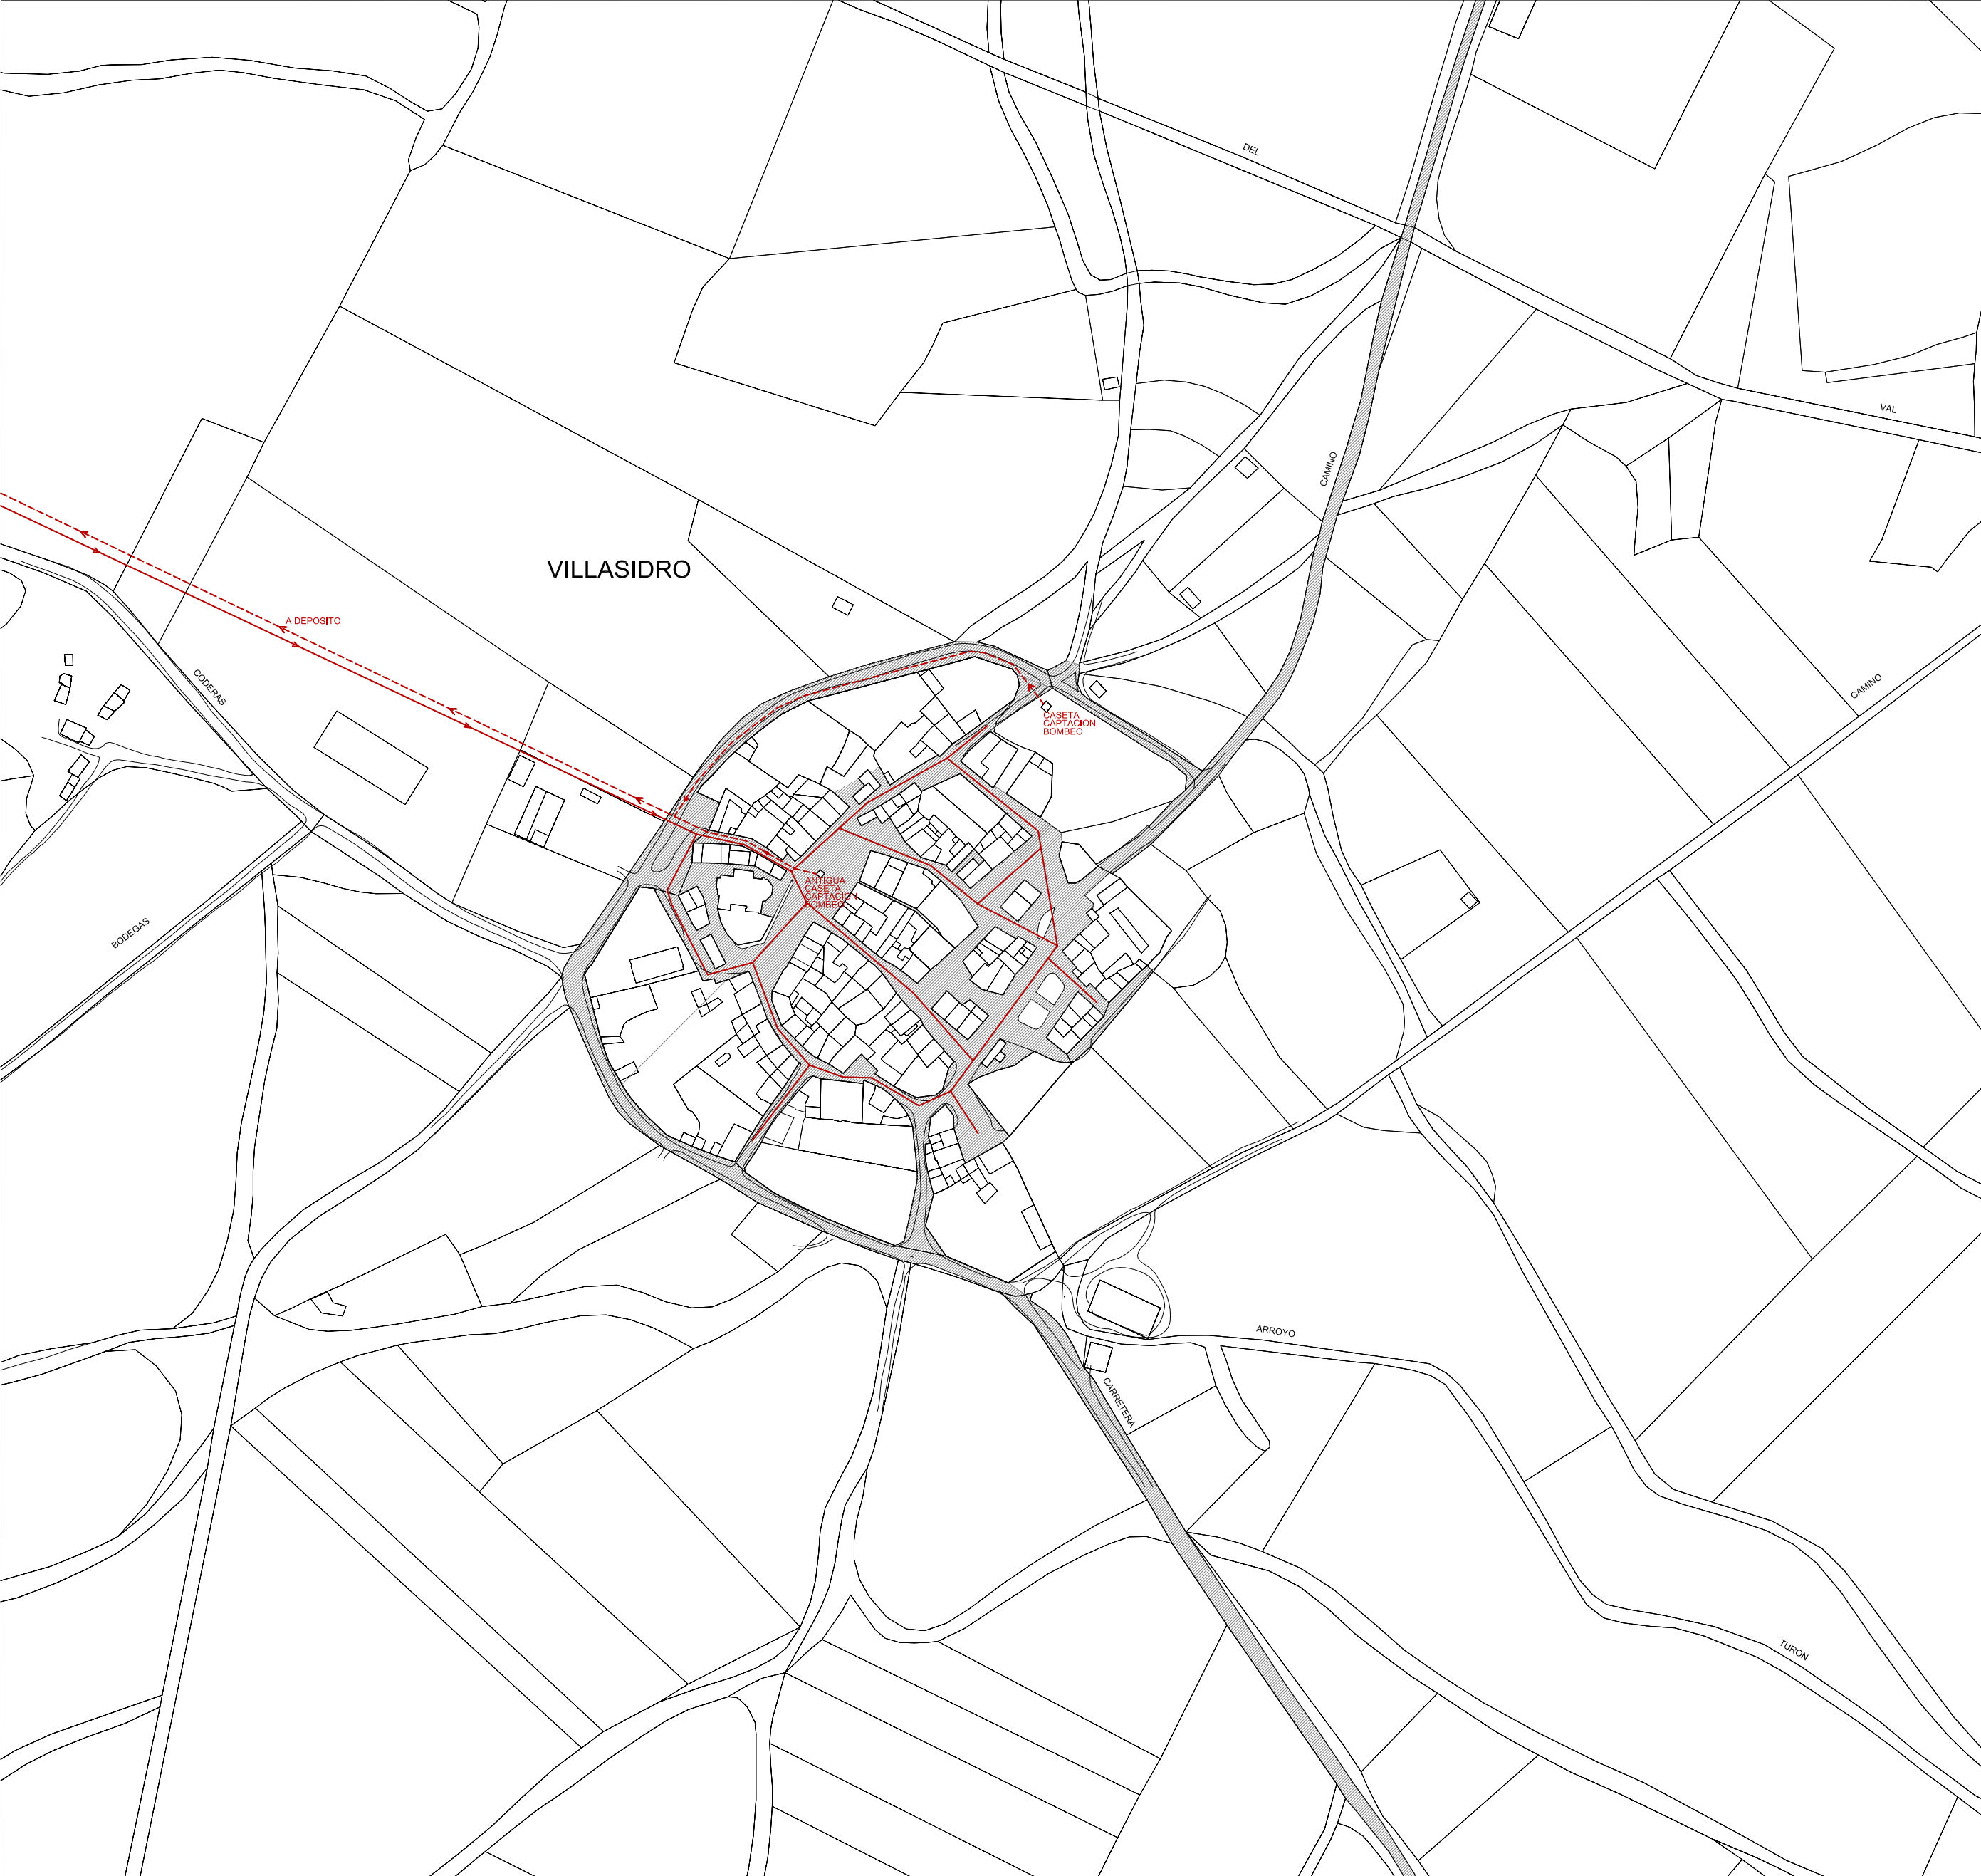 DEL
VAL
CAMINO
VILLASIDRO
A DEPOSITO
CODERAS
CAMINO
CASETA
CAPTACION
BOMBEO
ANTIGUA
CASETA
CAPTACION
BOMBEO
BODEGAS
ARROYO
CARRETERA
TURON